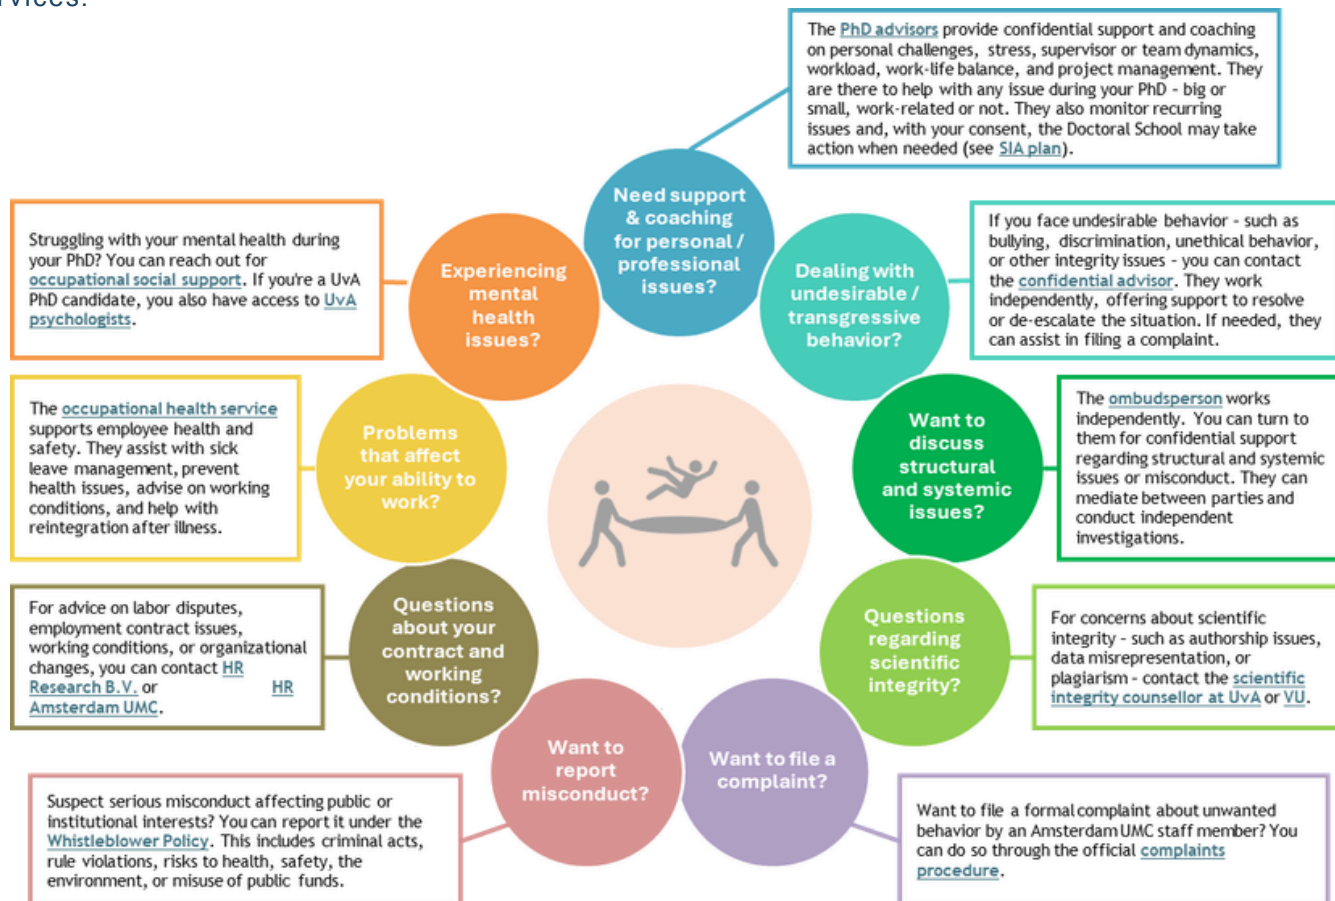 rvices.
The PhD advisors provide confidential support and coaching
on personal challenges, stress, supervisor or team dynamics,
workload, work-life balance, and project management. They
are there to help with any issue during your PhD - big or
small, work-related or not. They also monitor recurring
issues and, with your consent, the Doctoral School may take
action when needed (see SIA plan).
Need support
& coaching
for personal /
professional
issues?
Struggling with your mental health during
your PhD? You can reach out for
occupational social support. If you're a UvA
PhD candidate, you also have access to UvA
psychologists.
Experiencing
mental
health
issues?
Dealing with
undesirable /
transgressive
behavior?
If you face undesirable behavior - such as
bullying, discrimination, unethical behavior,
or other integrity issues - you can contact
the confidential advisor. They work
independently, offering support to resolve
or de-escalate the situation. If needed, they
can assist in filing a complaint.
The occupational health service
supports employee health and
safety. They assist with sick
leave management, prevent
health issues, advise on working
conditions, and help with
reintegration after illness.
Problems
that affect
your ability to
work?
Want to
discuss
structural
and systemic
issues?
The ombudsperson works
independently. You can turn to
them for confidential support
regarding structural and systemic
issues or misconduct. They can
mediate between parties and
conduct independent
investigations.
For advice on labor disputes,
employment contract issues,
working conditions, or organizational
changes, you can contact HR
Research B.V. or HR
Amsterdam UMC.
Questions
about your
contract and
working
conditions?
Questions
regarding
scientific
integrity?
For concerns about scientific
integrity - such as authorship issues,
data misrepresentation, or
plagiarism - contact the scientific
integrity counsellor at UvA or VU.
Want to
report
misconduct?
Want to file a
complaint?
Suspect serious misconduct affecting public or
institutional interests? You can report it under the
Whistleblower Policy. This includes criminal acts,
rule violations, risks to health, safety, the
environment, or misuse of public funds.
Want to file a formal complaint about unwanted
behavior by an Amsterdam UMC staff member? You
can do so through the official complaints
procedure.